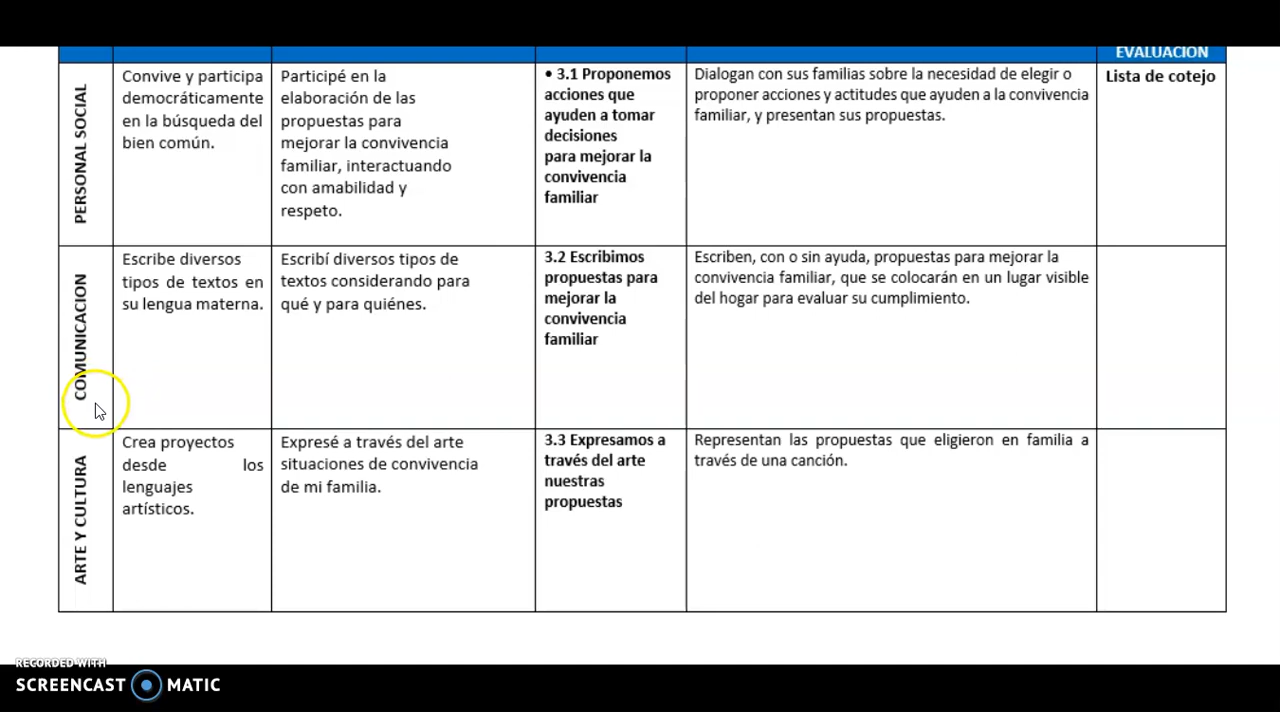 EVALUACION
PERSONAL SOCIAL
Convive y participa
democráticamente
en la búsqueda del
bien común.
Participé en la
elaboración de las
propuestas para
mejorar la convivencia
familiar, interactuando
con amabilidad y
respeto.
• 3.1 Proponemos
acciones que
ayuden a tomar
decisiones
para mejorar la
convivencia
familiar
Dialogan con sus familias sobre la necesidad de elegir o
proponer acciones y actitudes que ayuden a la convivencia
familiar, y presentan sus propuestas.
Lista de cotejo
COMUNICACION
Escribe diversos
tipos de textos en
su lengua materna.
Escribí diversos tipos de
textos considerando para
qué y para quiénes.
3.2 Escribimos
propuestas para
mejorar la
convivencia
familiar
Escriben, con o sin ayuda, propuestas para mejorar la
convivencia familiar, que se colocarán en un lugar visible
del hogar para evaluar su cumplimiento.
ARTE Y CULTURA
Crea proyectos
desde los
lenguajes
artísticos.
Expresé a través del arte
situaciones de convivencia
de mi familia.
3.3 Expresamos a
través del arte
nuestras
propuestas
Representan las propuestas que eligieron en familia a
través de una canción.
RECORDED WITH
SCREENCAST MATIC